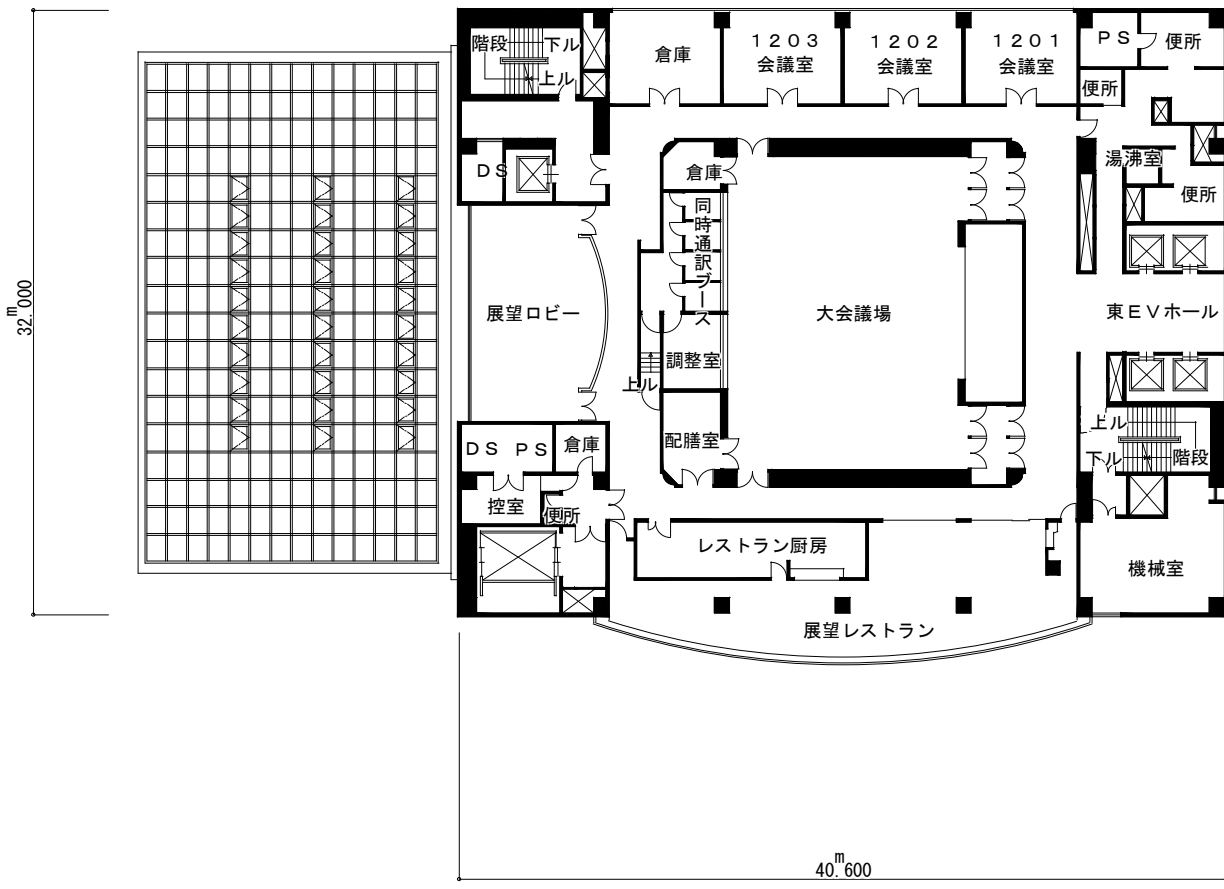 階段
下ル
上ル
倉庫
１２０３
会議室
１２０２
会議室
１２０１
会議室
ＰＳ
便所
便所
ＤＳ
倉庫
湯沸室
便所
同時通訳ブース
展望ロビー
大会議場
東ＥＶホール
調整室
上ル
配膳室
上ル
下ル
階段
ＤＳ ＰＳ
倉庫
控室
便所
レストラン厨房
機械室
展望レストラン
m
32.000
m
40.600